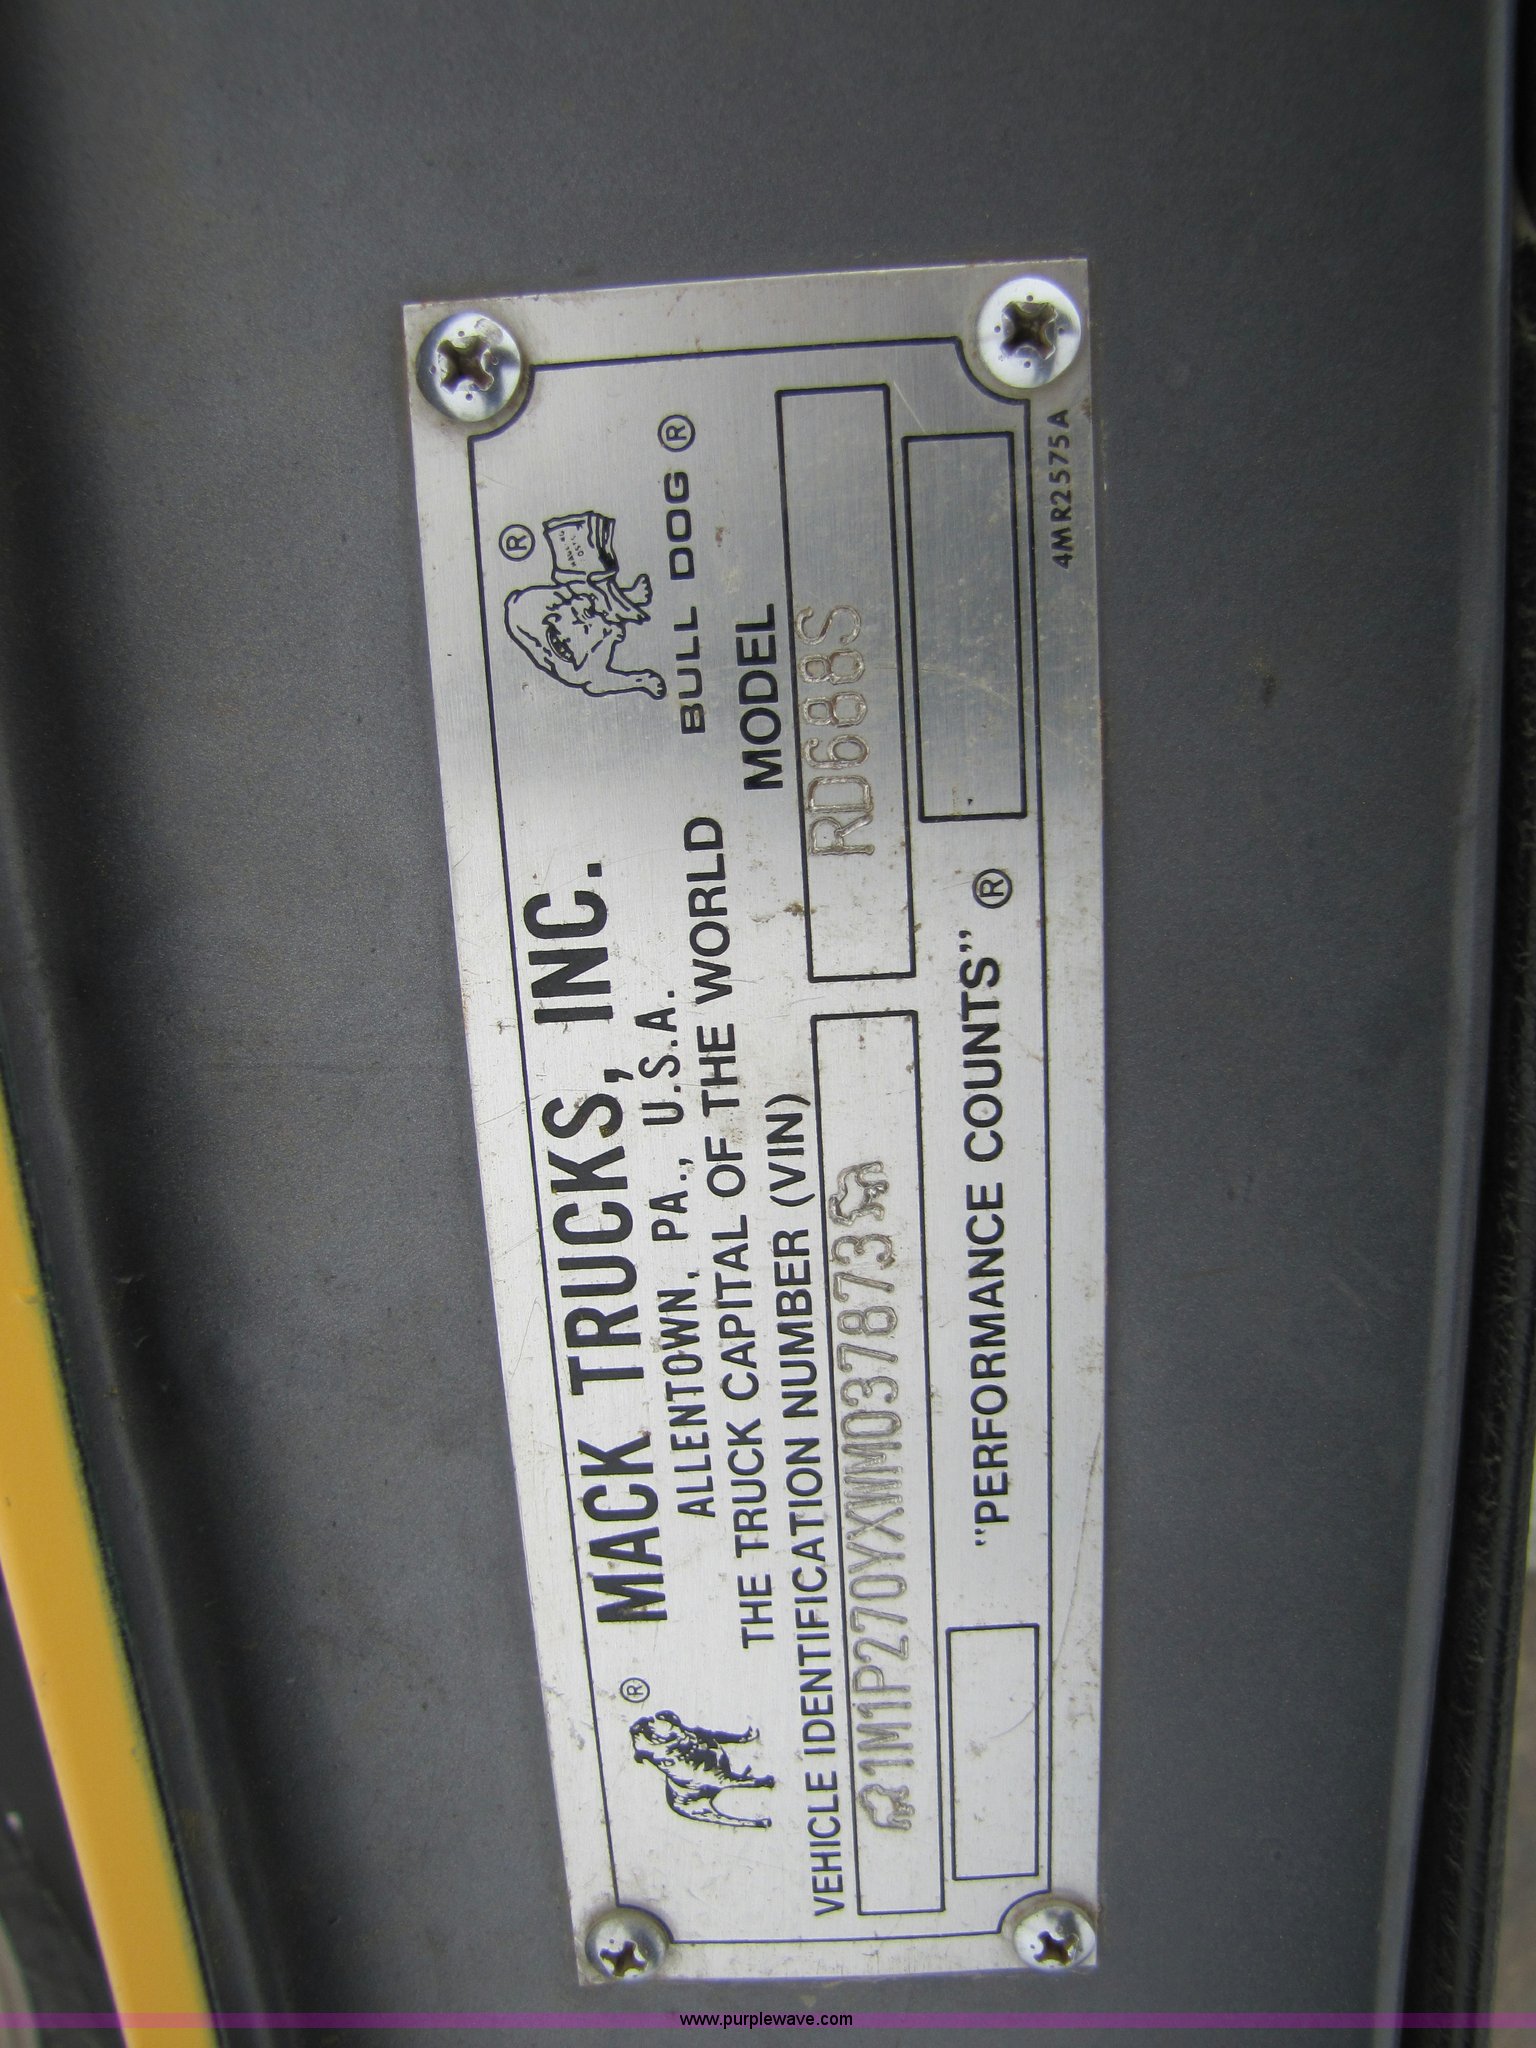 MACK TRUCKS, INC.
ALLENTOWN, PA., U.S.A.
THE TRUCK CAPITAL OF THE WORLD
®
®
BULL DOG ®
VEHICLE IDENTIFICATION NUMBER (VIN)
MODEL
1M1P270YXWM037873
RD688S
"PERFORMANCE COUNTS" ®
4MR2575A
www.purplewave.com